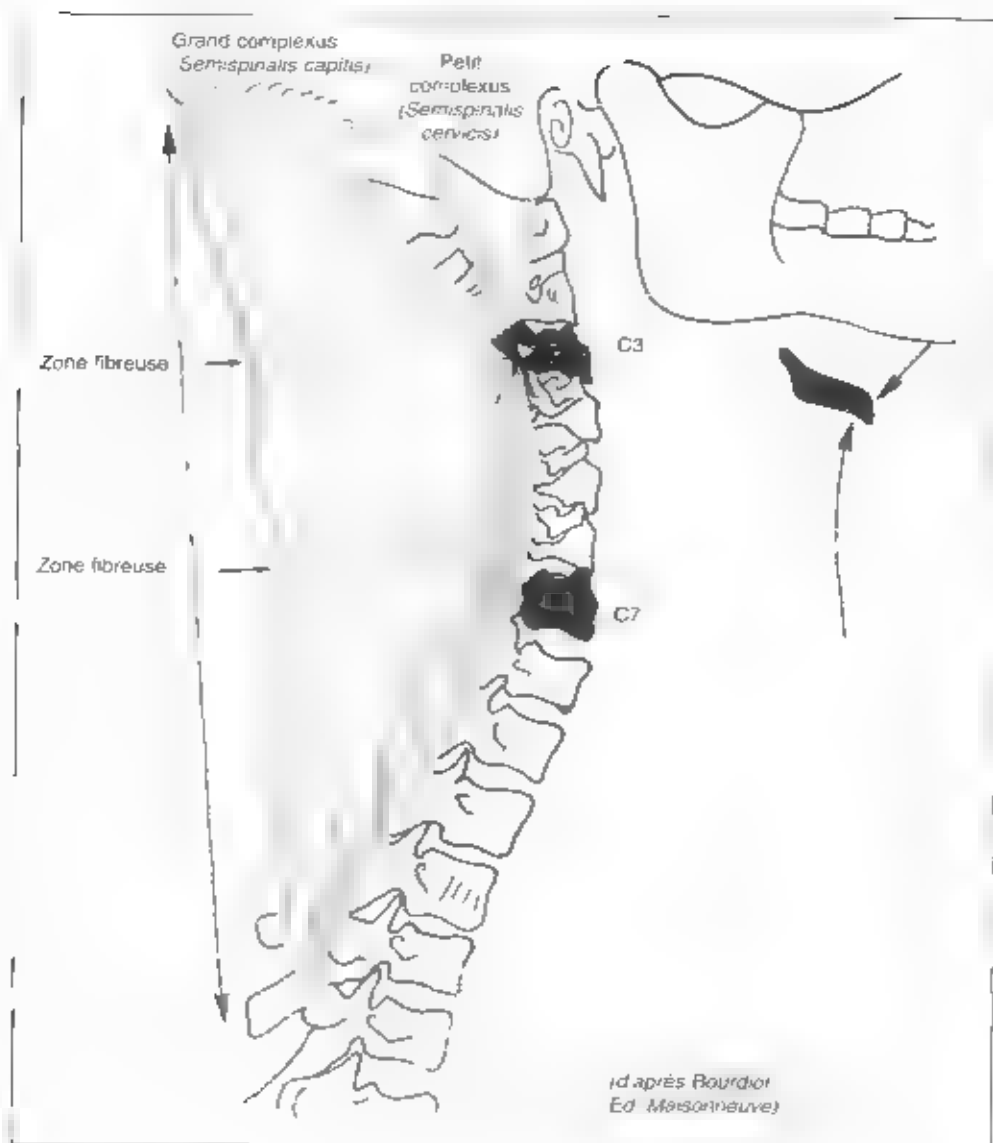 Grand complexus
Semispinalis capitis)
Petit
complexus
(Semispinalis
cervicis)
Zone fibreuse
C3
Zone fibreuse
C7
(d'après Bourdiol
Ed. Maisonneuve)